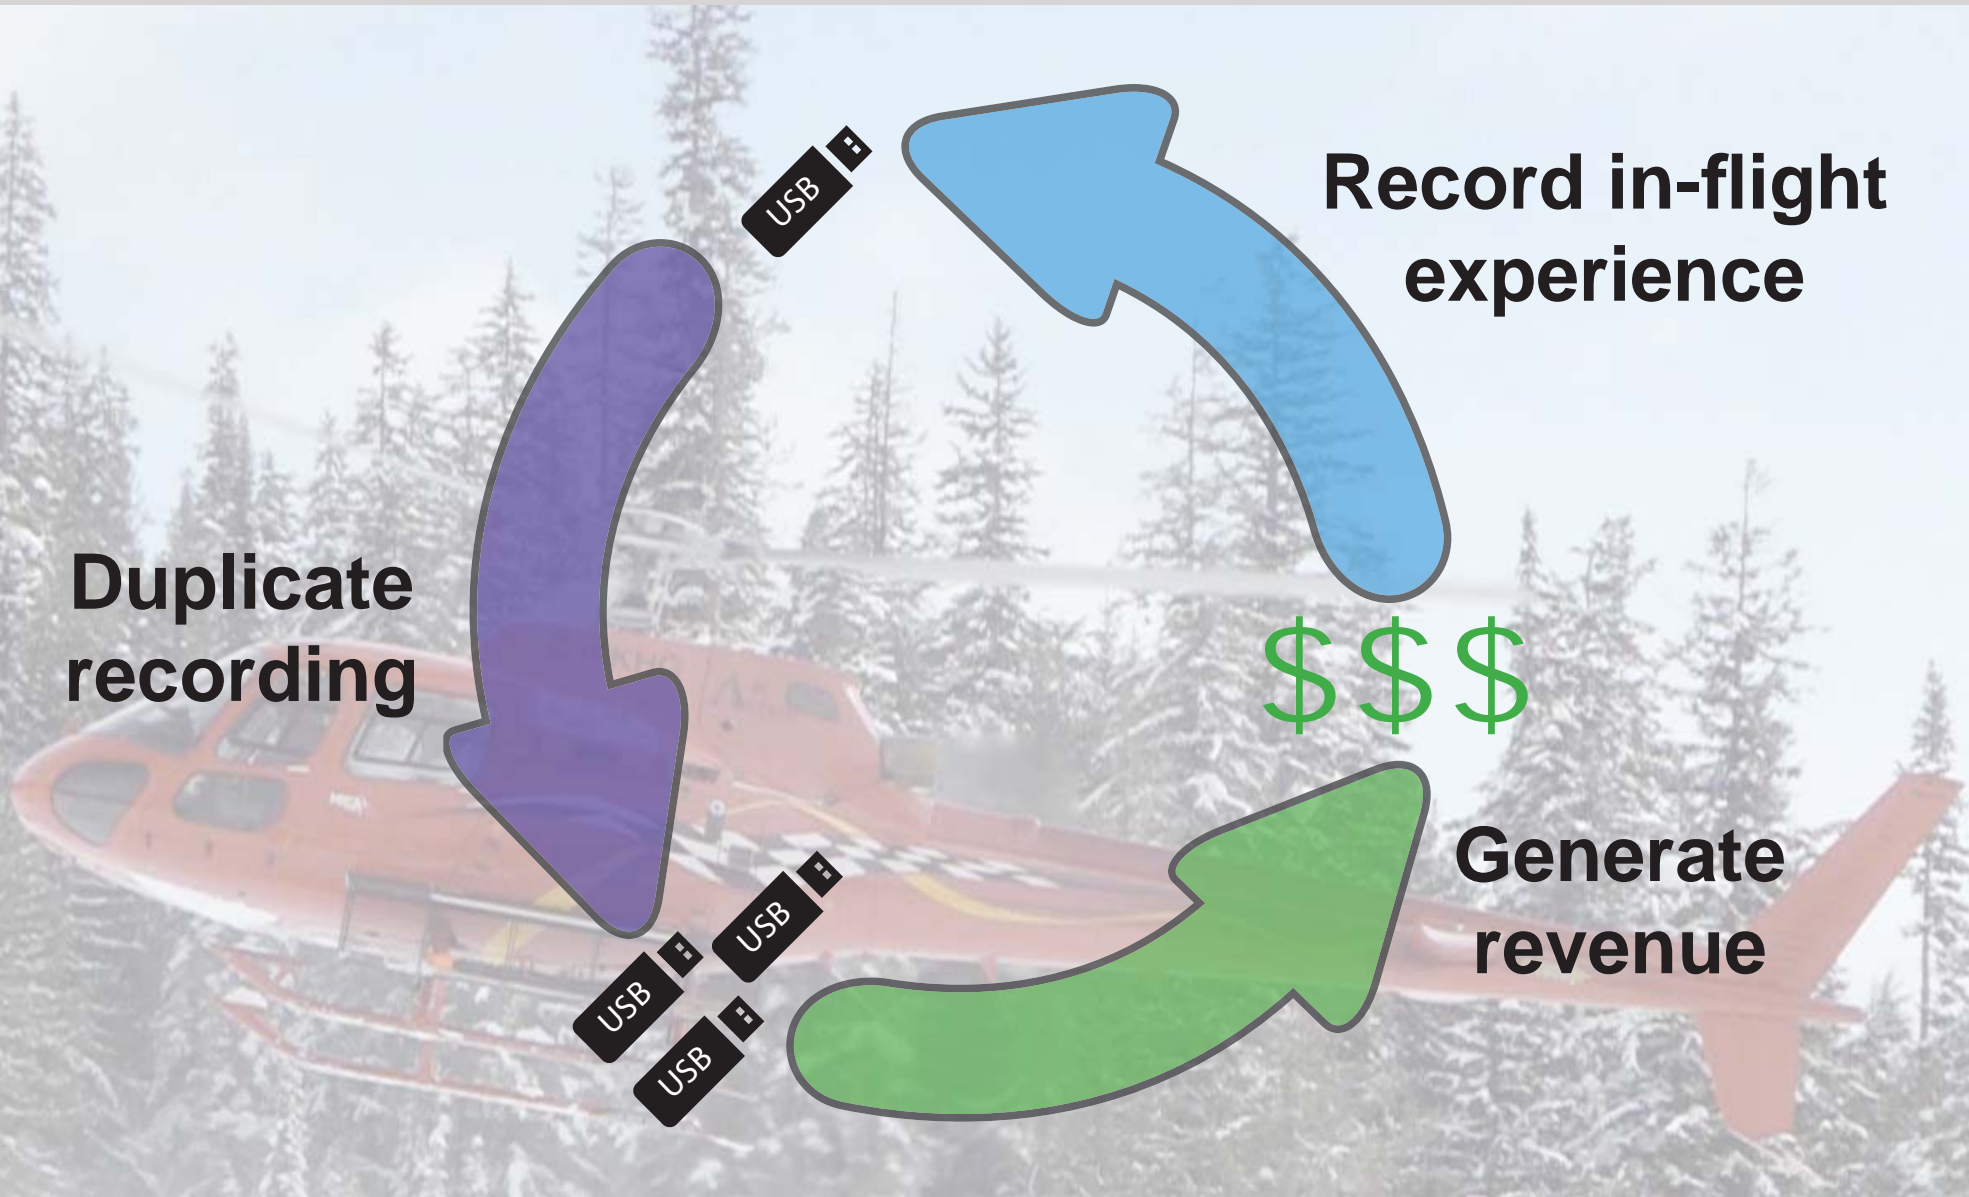 Record in-flight
experience
USB
Duplicate
recording
$$$
Generate
revenue
USB
USB
USB